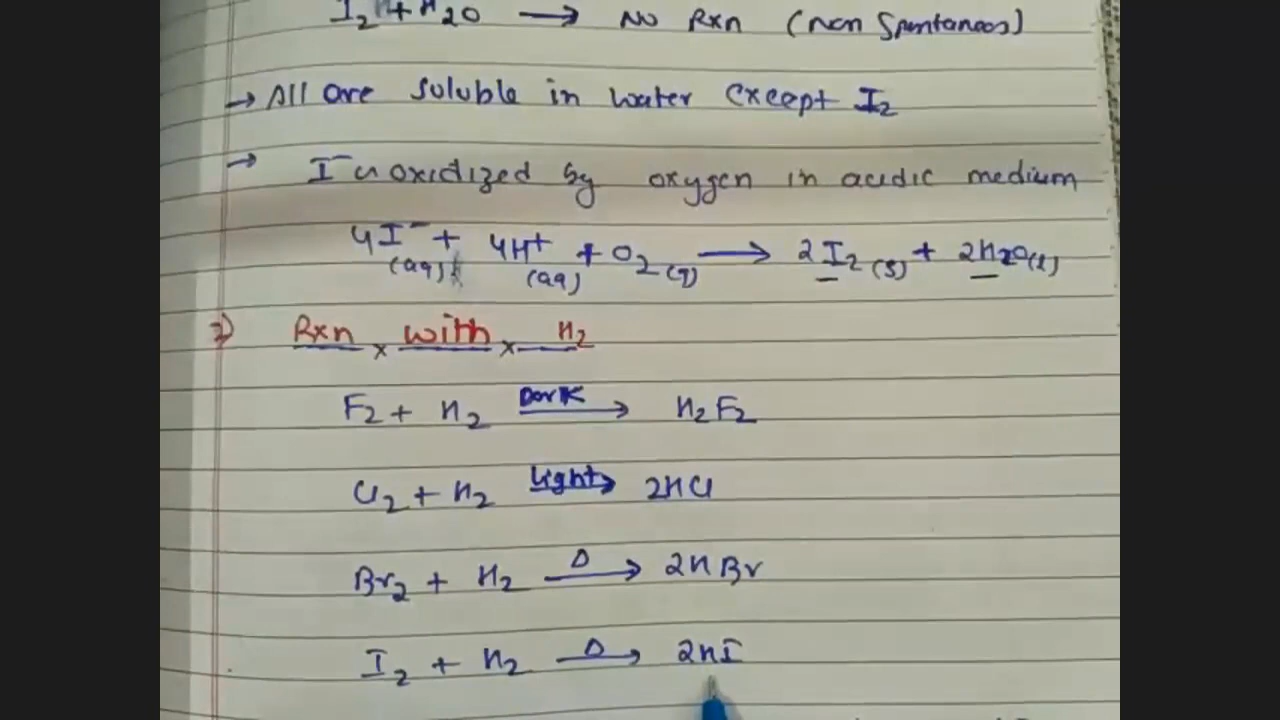 I₂ + H₂O → No Rxn (non Spontaneos)
→ All are soluble in water except I₂
→ I⁻ is oxidized by oxygen in acidic medium
4I⁻(aq) + 4H⁺(aq) + O₂(g) → 2I₂(s) + 2H₂O(l)
⇒ Rxn × with × H₂
F₂ + H₂ Dark → H₂F₂
Cl₂ + H₂ Light → 2HCl
Br₂ + H₂ Δ → 2HBr
I₂ + H₂ Δ → 2HI